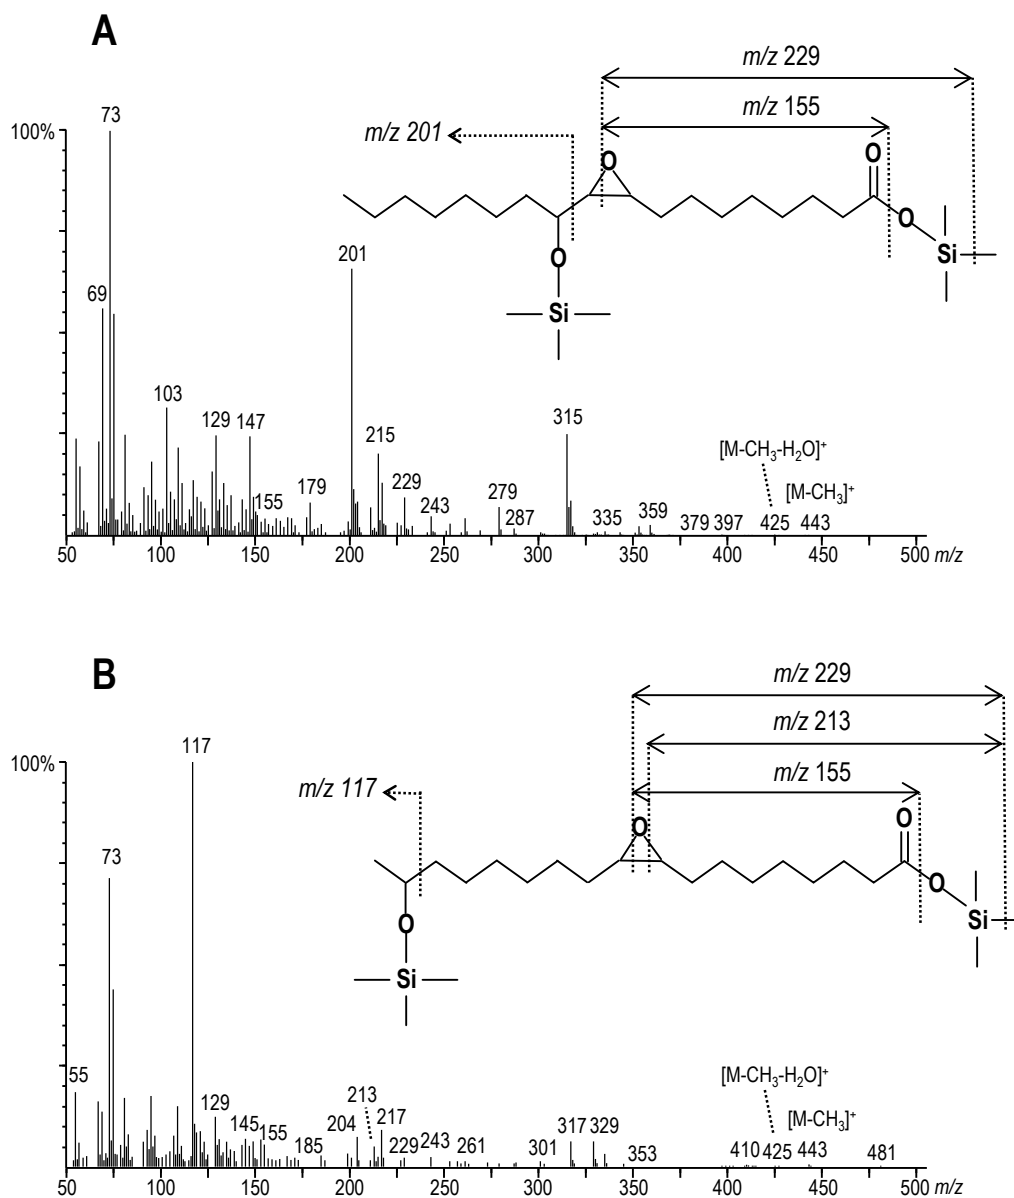 A
m/z 229
m/z 155
m/z 201
100%
73
O
O
O
O
Si
Si
201
69
103
129
147
155
179
215
229
243
279
287
315
335
359
379
397
[M-CH3-H2O]+
[M-CH3]+
425
443
50
100
150
200
250
300
350
400
450
500 m/z
B
m/z 229
m/z 213
m/z 155
m/z 117
100%
117
73
O
O
O
O
Si
Si
55
129
145
155
185
204
213
217
229
243
261
301
317
329
353
[M-CH3-H2O]+
[M-CH3]+
410
425
443
481
50
100
150
200
250
300
350
400
450
500
m/z